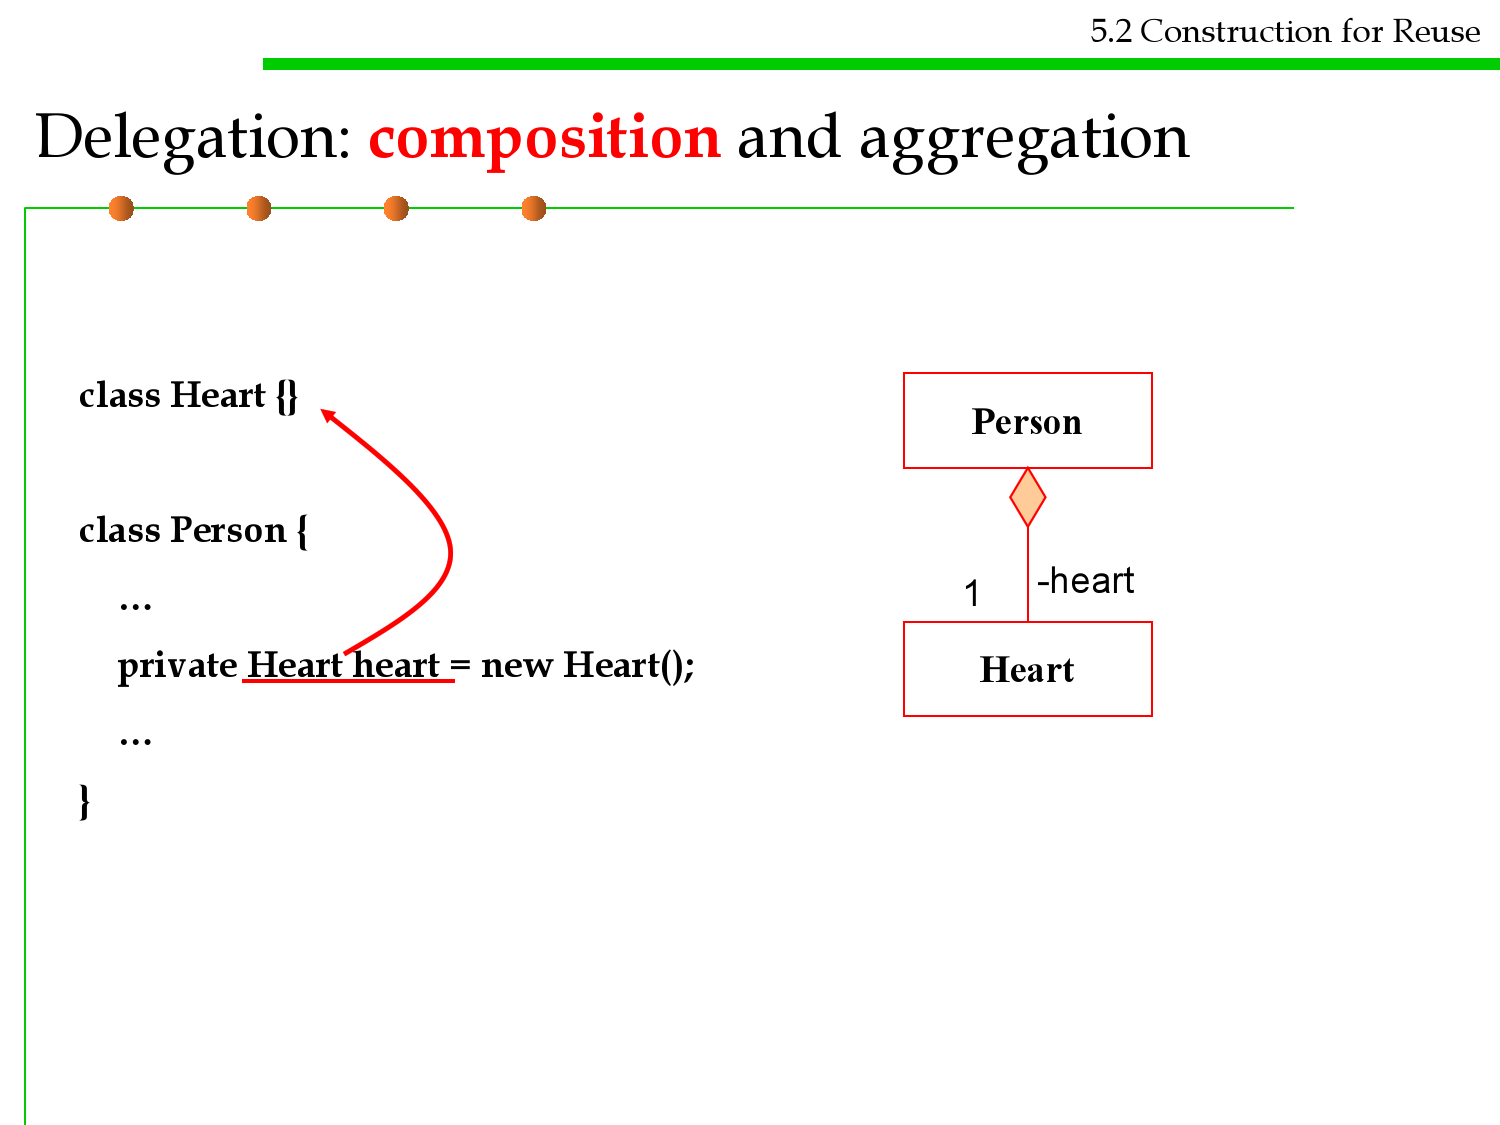 5.2 Construction for Reuse
Delegation: composition and aggregation
class Heart {}
class Person {
…
private Heart heart = new Heart();
…
}
Person
1
-heart
Heart